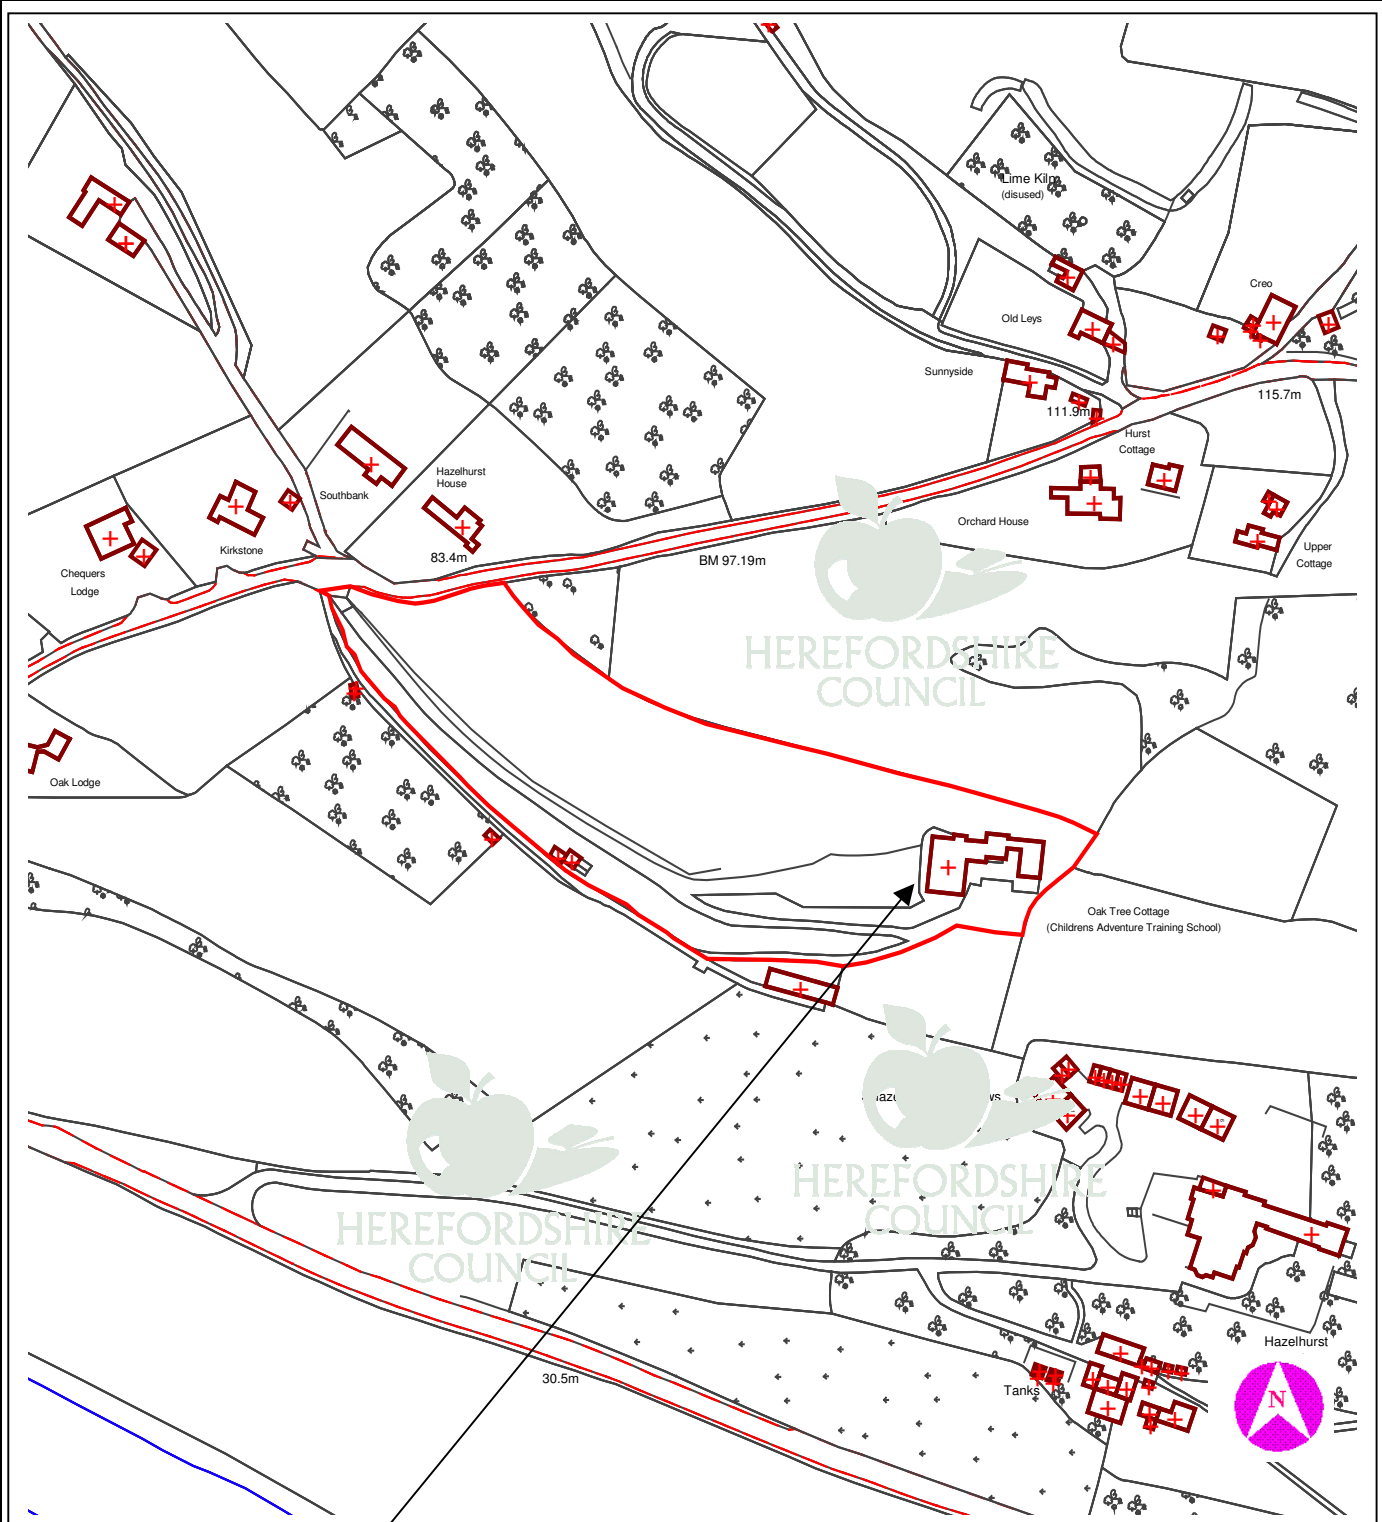 Lime Kiln
(disused)
Creo
Old Leys
Sunnyside
115.7m
111.9m
Hurst
Cottage
Hazelhurst
House
Southbank
Orchard House
Kirkstone
83.4m
BM 97.19m
Upper
Cottage
Chequers
Lodge
HEREFORDSHIRE
COUNCIL
Oak Lodge
Oak Tree Cottage
(Childrens Adventure Training School)
HEREFORDSHIRE
COUNCIL
HEREFORDSHIRE
COUNCIL
Hazelhurst
30.5m
Tanks
N